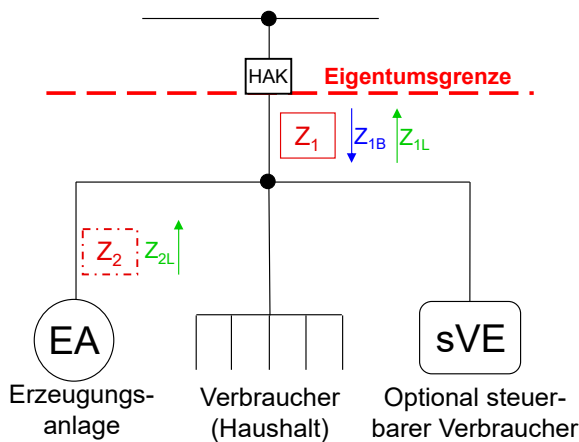 HAK
Eigentumsgrenze
Z1 Z1B Z1L
Z2 Z2L
EA
sVE
Erzeugungs-
anlage
Verbraucher
(Haushalt)
Optional steuer-
barer Verbraucher